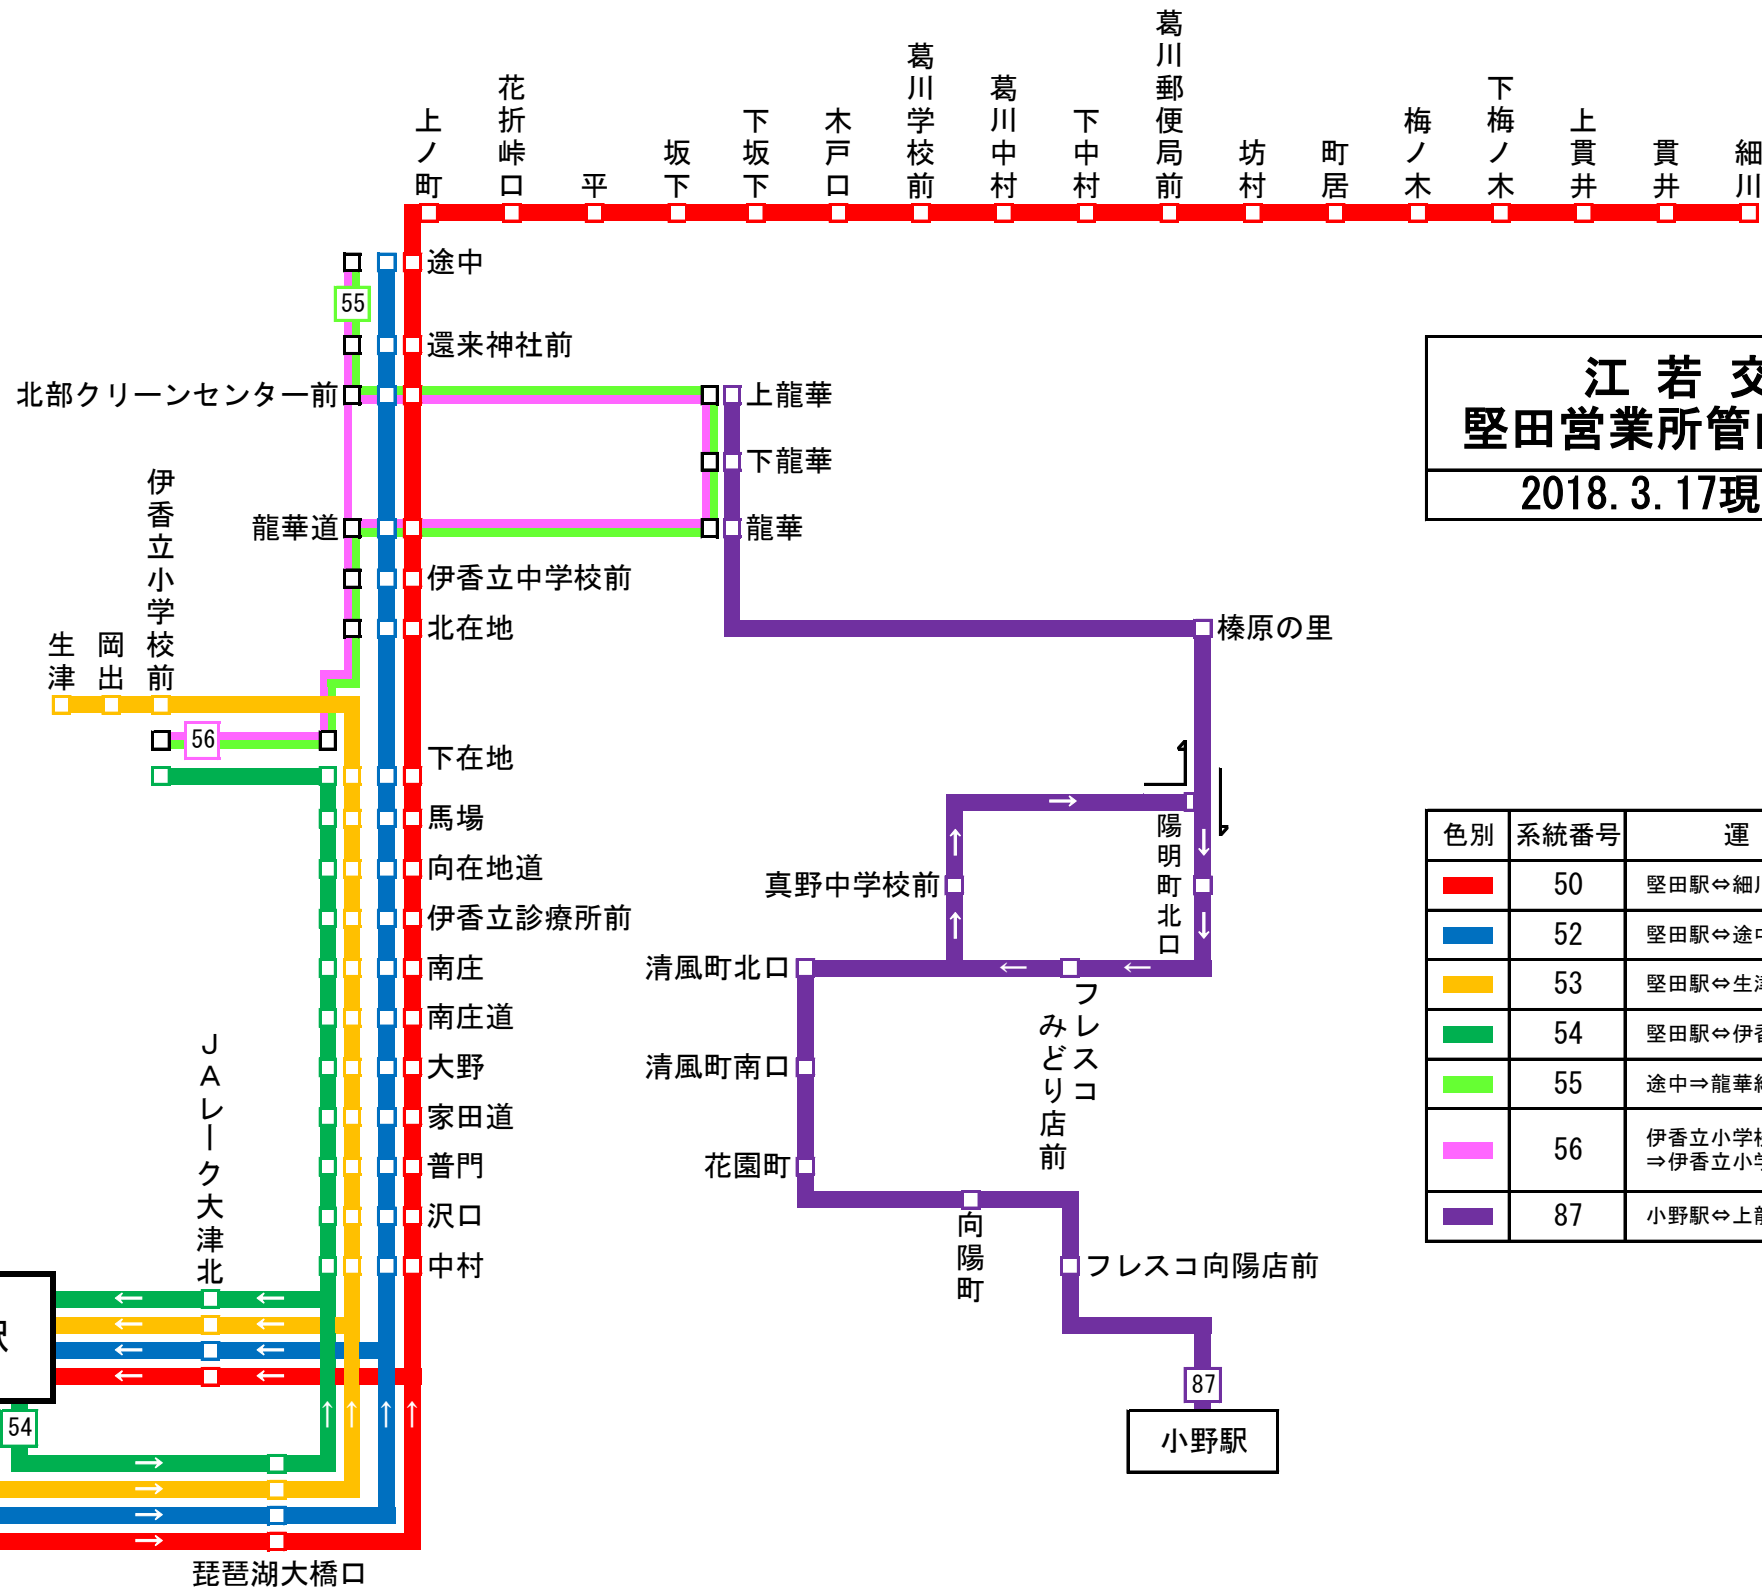 上ノ町
花折峠口
平
坂下
下坂下
木戸口
葛川学校前
葛川中村
下中村
葛川郵便局前
坊村
町居
梅ノ木
下梅ノ木
上貫井
貫井
細川
途中
55
還来神社前
北部クリーンセンター前
上龍華
下龍華
龍華道
龍華
伊香立中学校前
北在地
榛原の里
生津
岡出
伊香立小学校前
56
下在地
馬場
向在地道
伊香立診療所前
南庄
南庄道
大野
家田道
普門
沢口
中村
陽明町北口
真野中学校前
清風町北口
フレスコ
みどり店前
清風町南口
花園町
向陽町
フレスコ向陽店前
87
小野駅
JAレーク大津北
54
琵琶湖大橋口
江若交
堅田営業所管
2018.3.17現
色別 系統番号 運
50 堅田駅⇔細川
52 堅田駅⇔途中
53 堅田駅⇔生津
54 堅田駅⇔伊香
55 途中⇒龍華
56 伊香立小学校
⇒伊香立小学
87 小野駅⇔上龍